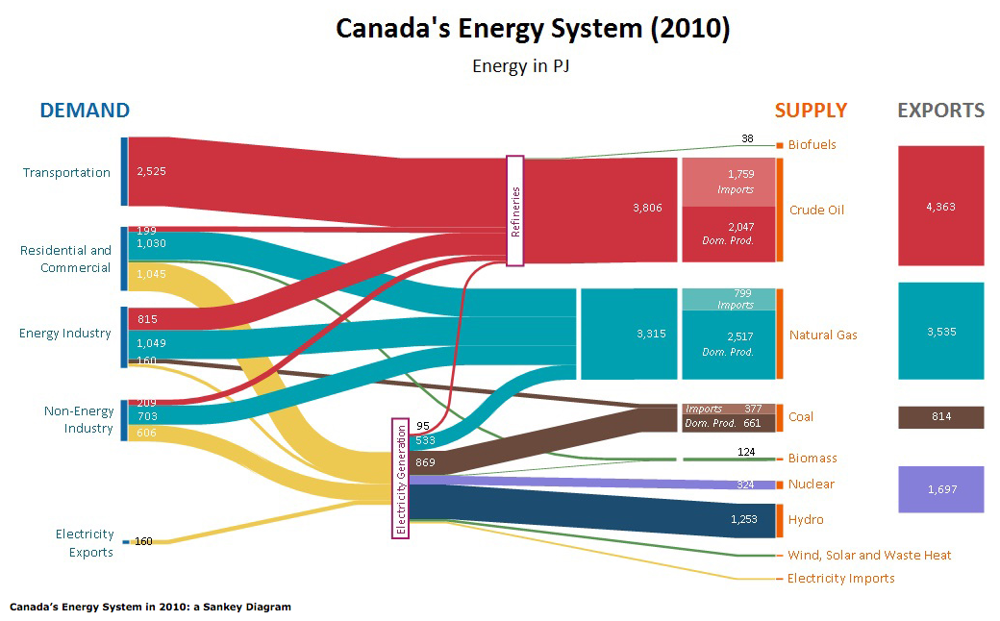 Canada's Energy System (2010)
Energy in PJ
DEMAND
SUPPLY
EXPORTS
Transportation
2,525
Residential and
Commercial
199
1,030
1,045
Energy Industry
815
1,049
160
Non-Energy
Industry
209
703
606
Electricity
Exports
160
Refineries
Electricity Generation
95
533
869
3,806
3,315
38
Biofuels
1,759
Imports
2,047
Dom. Prod.
Crude Oil
799
Imports
2,517
Dom. Prod.
Natural Gas
Imports 377
Dom. Prod. 661
Coal
124
Biomass
324
Nuclear
1,253
Hydro
Wind, Solar and Waste Heat
Electricity Imports
4,363
3,535
814
1,697
Canada's Energy System in 2010: a Sankey Diagram